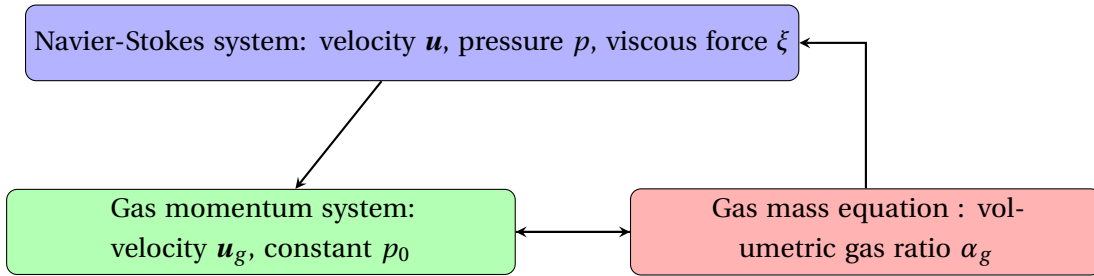 Navier-Stokes system: velocity u, pressure p, viscous force ξ
Gas momentum system:
velocity u_g, constant p_0
Gas mass equation : vol-
umetric gas ratio α_g